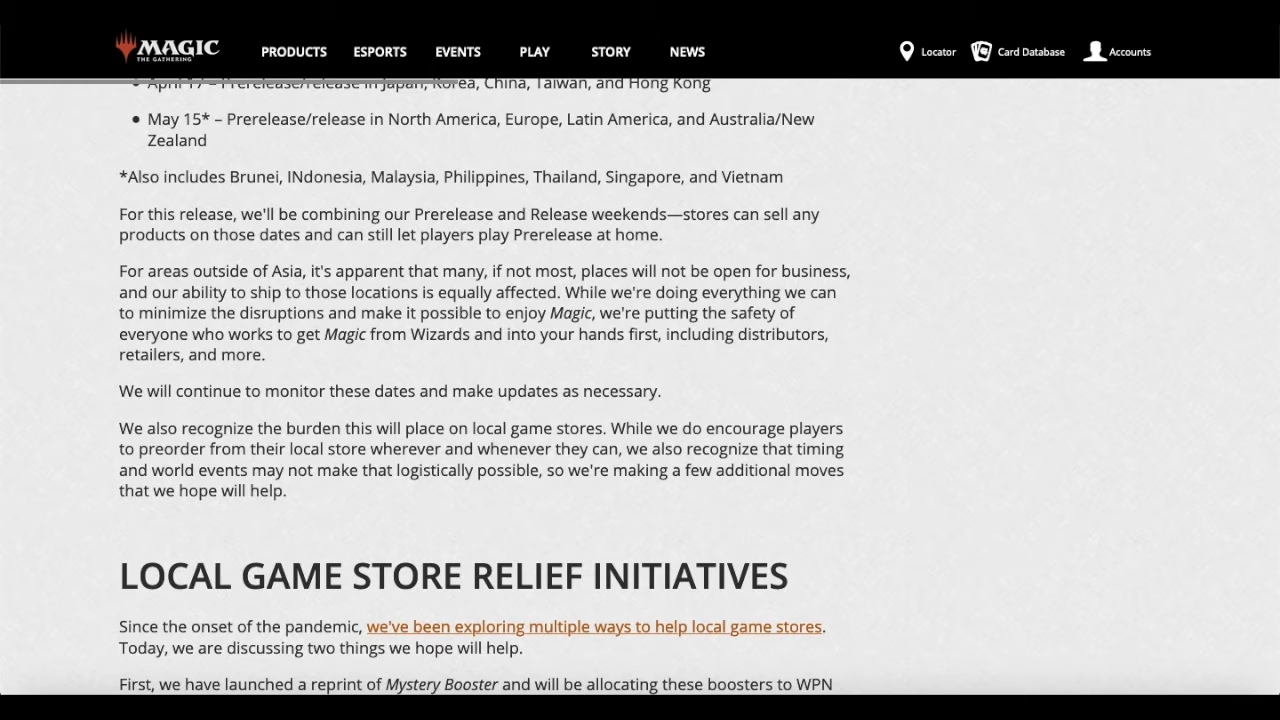 MAGIC
THE GATHERING
PRODUCTS ESPORTS EVENTS PLAY STORY NEWS Locator Card Database Accounts
April 17 – Prerelease/release in Japan, Korea, China, Taiwan, and Hong Kong
• May 15* – Prerelease/release in North America, Europe, Latin America, and Australia/New
Zealand
*Also includes Brunei, INdonesia, Malaysia, Philippines, Thailand, Singapore, and Vietnam
For this release, we'll be combining our Prerelease and Release weekends—stores can sell any
products on those dates and can still let players play Prerelease at home.
For areas outside of Asia, it's apparent that many, if not most, places will not be open for business,
and our ability to ship to those locations is equally affected. While we're doing everything we can
to minimize the disruptions and make it possible to enjoy Magic, we're putting the safety of
everyone who works to get Magic from Wizards and into your hands first, including distributors,
retailers, and more.
We will continue to monitor these dates and make updates as necessary.
We also recognize the burden this will place on local game stores. While we do encourage players
to preorder from their local store wherever and whenever they can, we also recognize that timing
and world events may not make that logistically possible, so we're making a few additional moves
that we hope will help.
LOCAL GAME STORE RELIEF INITIATIVES
Since the onset of the pandemic, we've been exploring multiple ways to help local game stores.
Today, we are discussing two things we hope will help.
First, we have launched a reprint of Mystery Booster and will be allocating these boosters to WPN